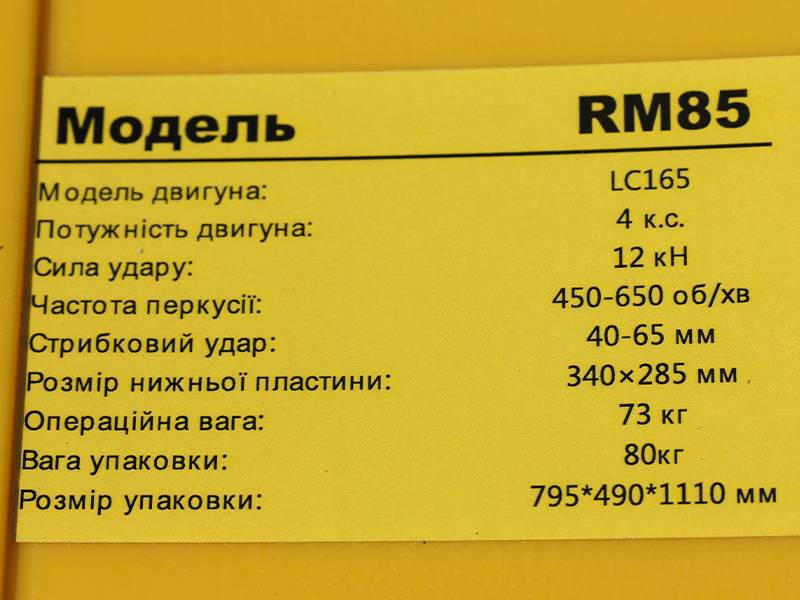 Модель RM85
Модель двигуна: LC165
Потужність двигуна: 4 к.с.
Сила удару: 12 кН
Частота перкусії: 450-650 об/хв
Стрибковий удар: 40-65 мм
Розмір нижньої пластини: 340×285 мм
Операційна вага: 73 кг
Вага упаковки: 80кг
Розмір упаковки: 795*490*1110 мм